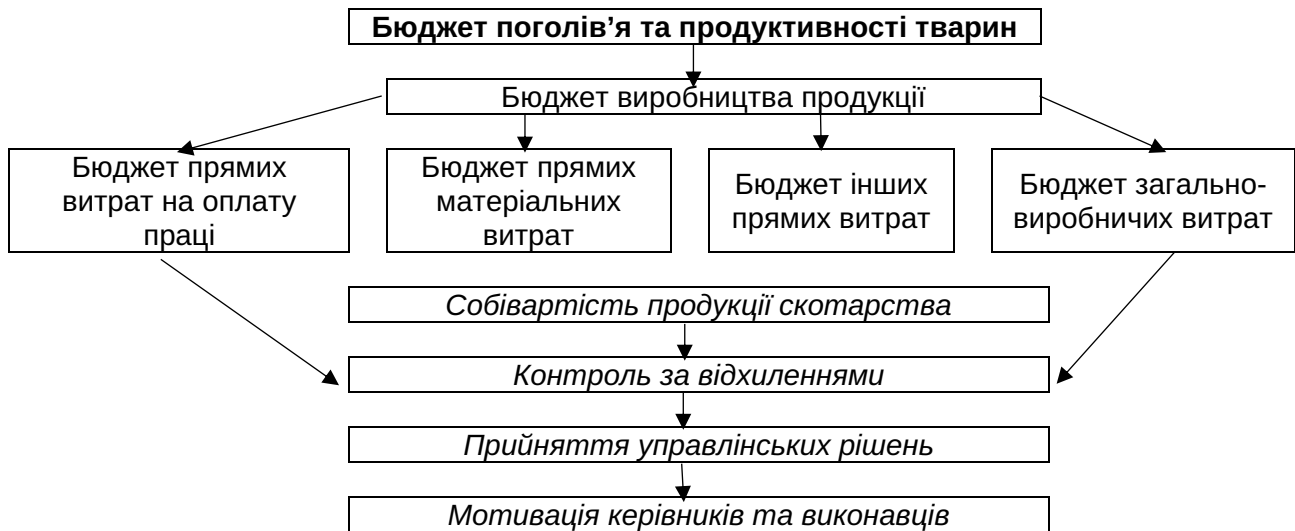 Бюджет поголів’я та продуктивності тварин
Бюджет виробництва продукції
Бюджет прямих
витрат на оплату
праці
Бюджет прямих
матеріальних
витрат
Бюджет інших
прямих витрат
Бюджет загально-
виробничих витрат
Собівартість продукції скотарства
Контроль за відхиленнями
Прийняття управлінських рішень
Мотивація керівників та виконавців